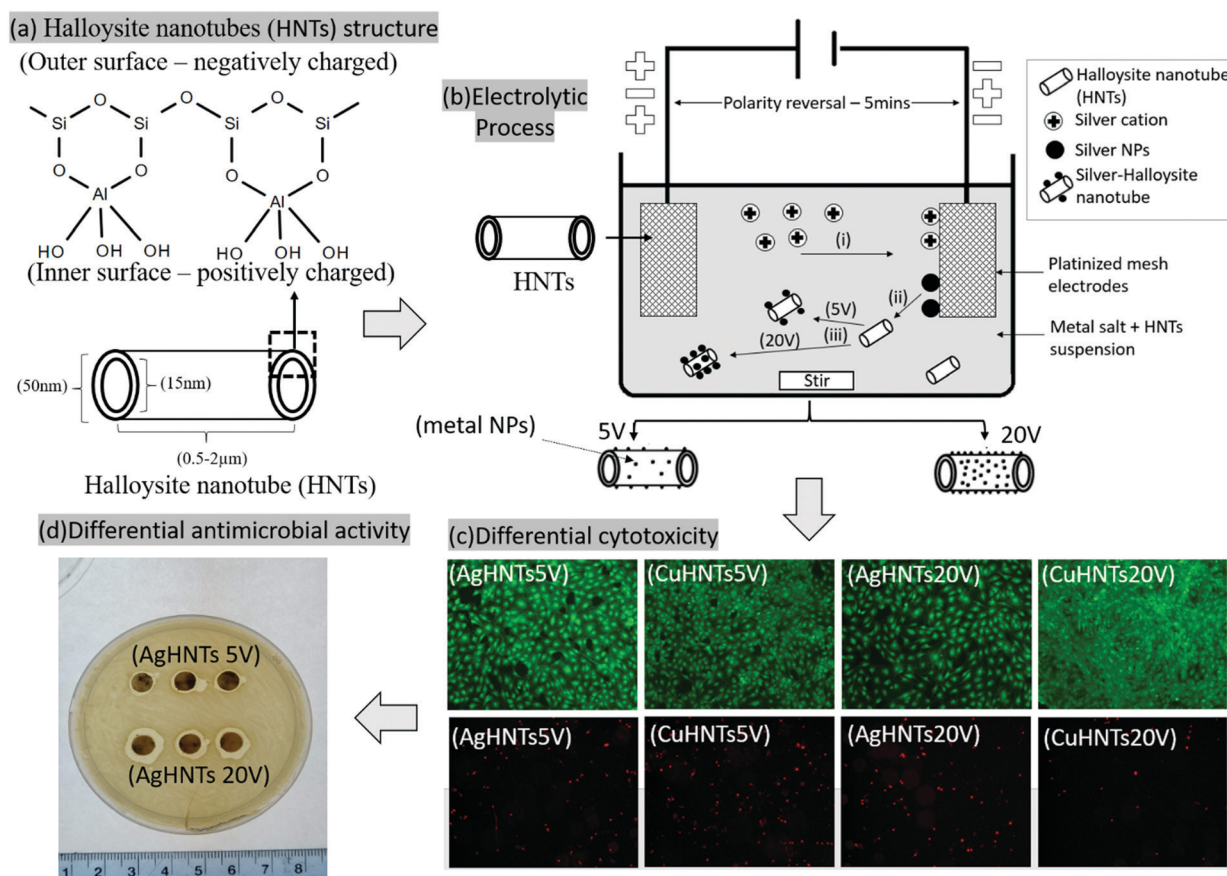 (a) Halloysite nanotubes (HNTs) structure
(Outer surface – negatively charged)
O O O
Si Si Si Si
O O O O
Al Al
HO OH OH HO OH OH
(Inner surface – positively charged)
(50nm)
(15nm)
(0.5-2µm)
Halloysite nanotube (HNTs)
(b)Electrolytic
Process
Polarity reversal – 5mins
HNTs
(i)
(ii)
(5V)
(iii)
(20V)
Stir
Halloysite nanotube
(HNTs)
Silver cation
Silver NPs
Silver-Halloysite
nanotube
Platinized mesh
electrodes
Metal salt + HNTs
suspension
(metal NPs)
5V
20V
(c)Differential cytotoxicity
(AgHNTs5V) (CuHNTs5V) (AgHNTs20V) (CuHNTs20V)
(AgHNTs5V) (CuHNTs5V) (AgHNTs20V) (CuHNTs20V)
(d)Differential antimicrobial activity
(AgHNTs 5V)
(AgHNTs 20V)
1 2 3 4 5 6 7 8